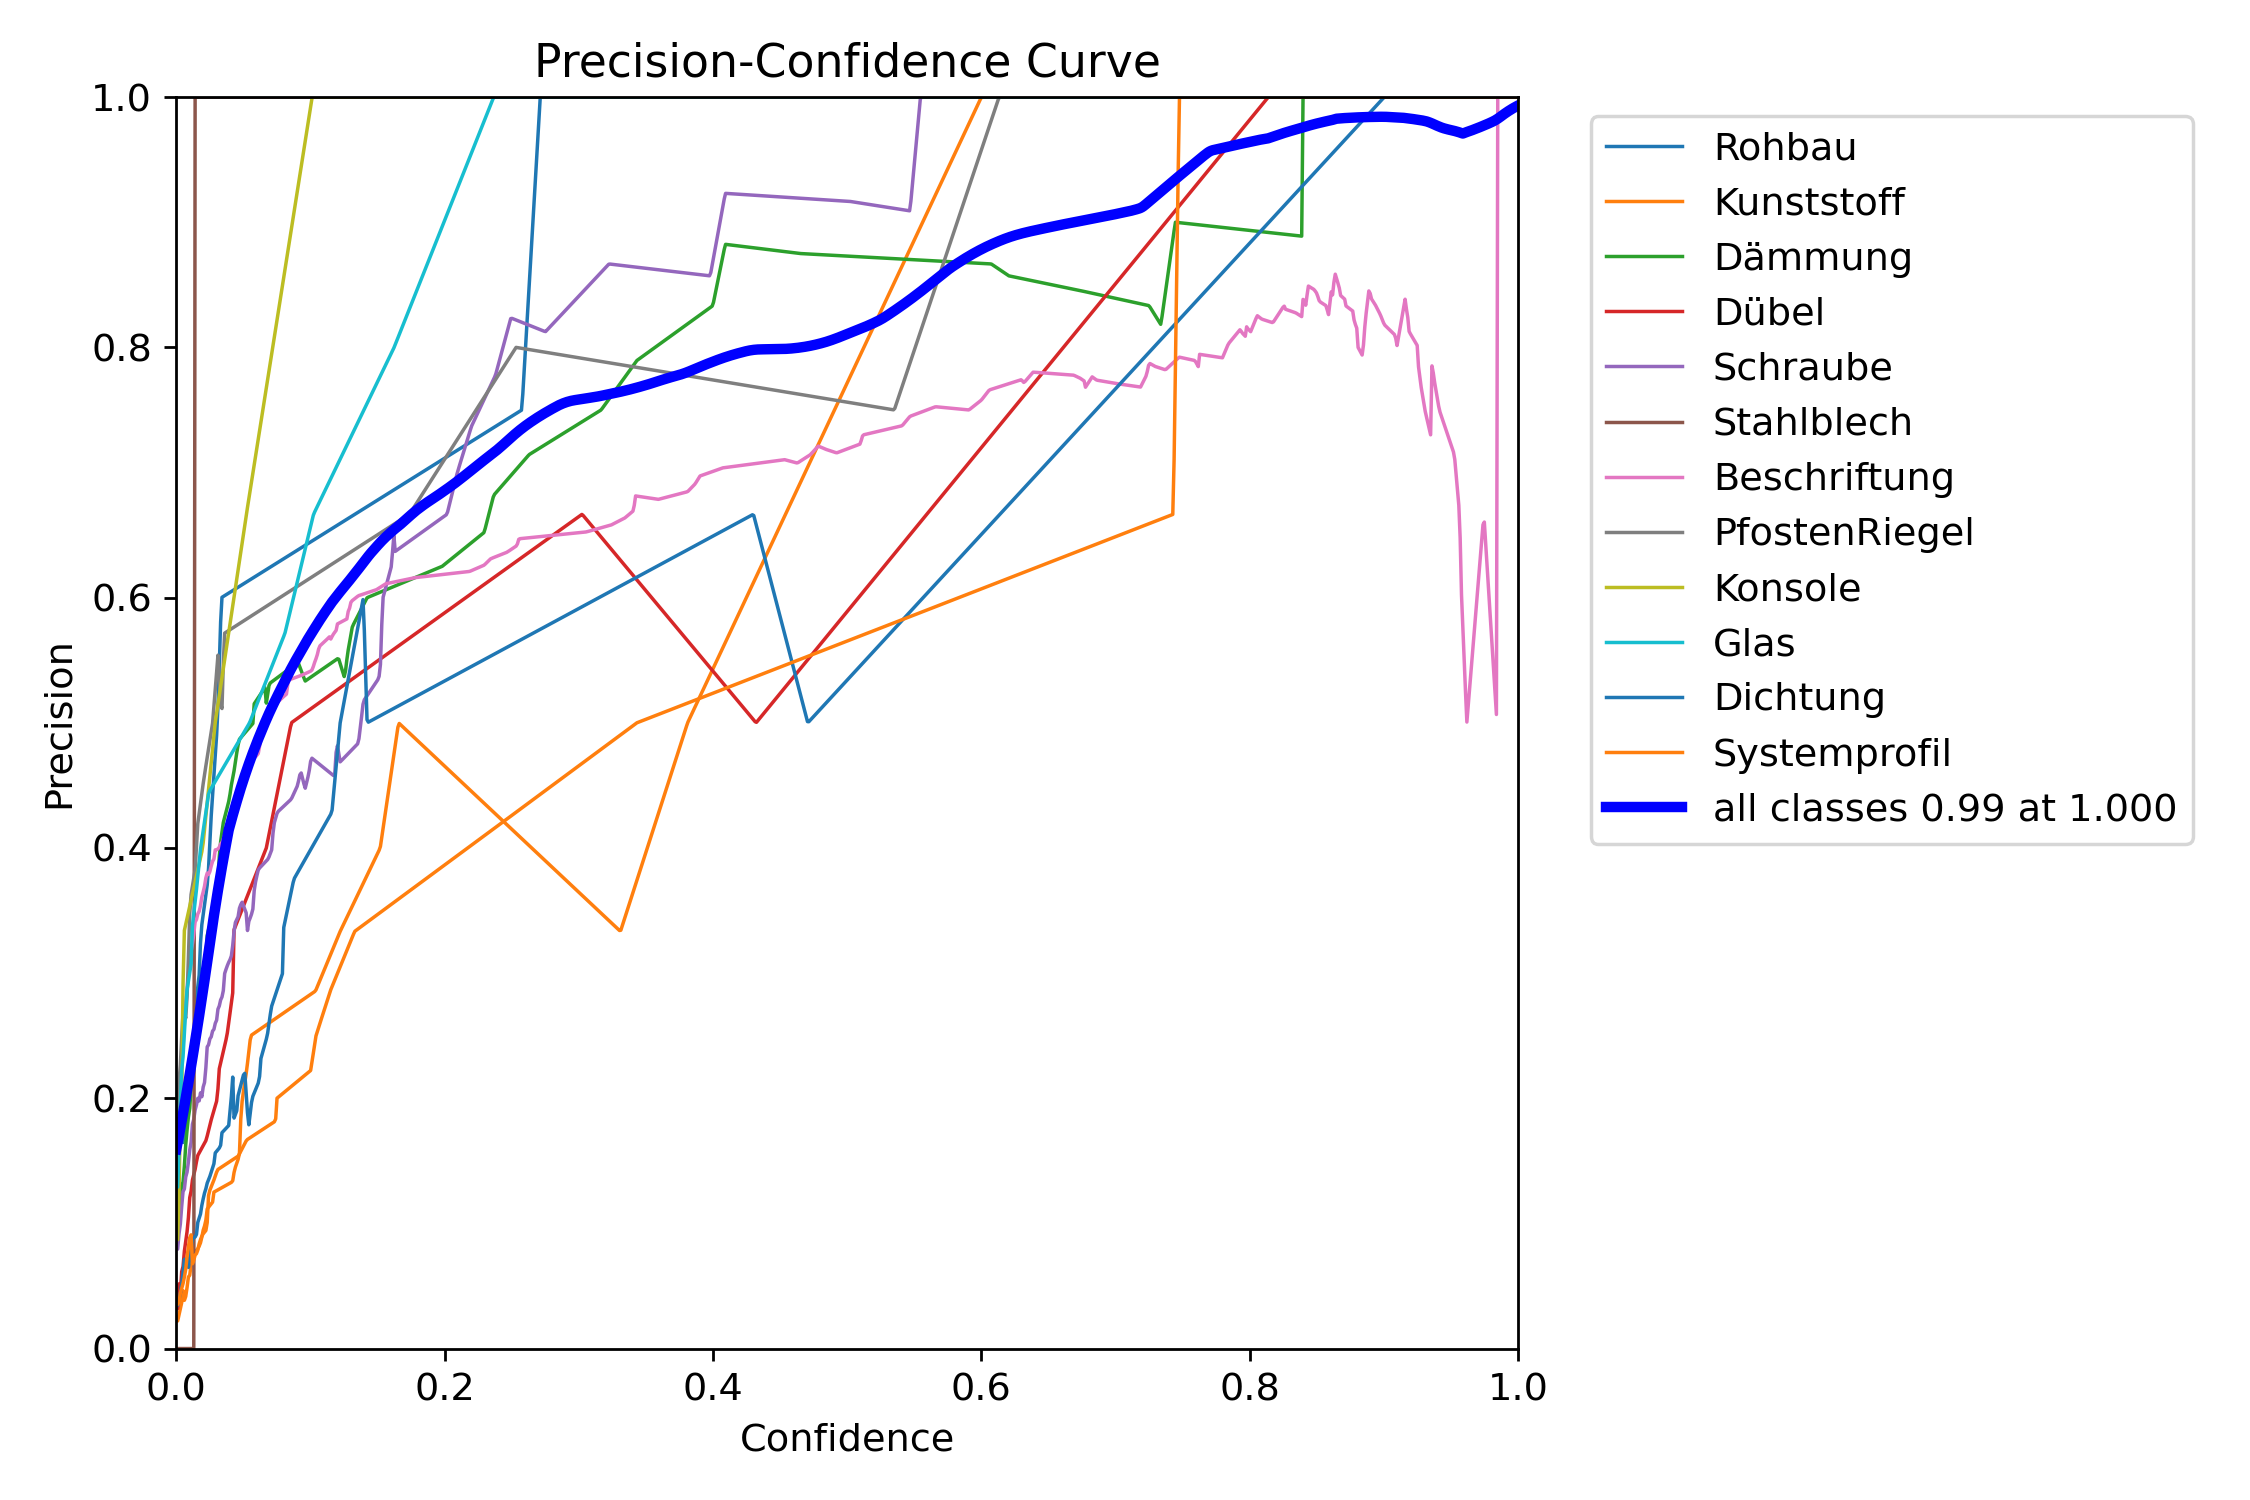 Precision-Confidence Curve
1.0
0.8
0.6
0.4
0.2
0.0
Precision
0.0 0.2 0.4 0.6 0.8 1.0
Confidence
Rohbau
Kunststoff
Dämmung
Dübel
Schraube
Stahlblech
Beschriftung
PfostenRiegel
Konsole
Glas
Dichtung
Systemprofil
all classes 0.99 at 1.000